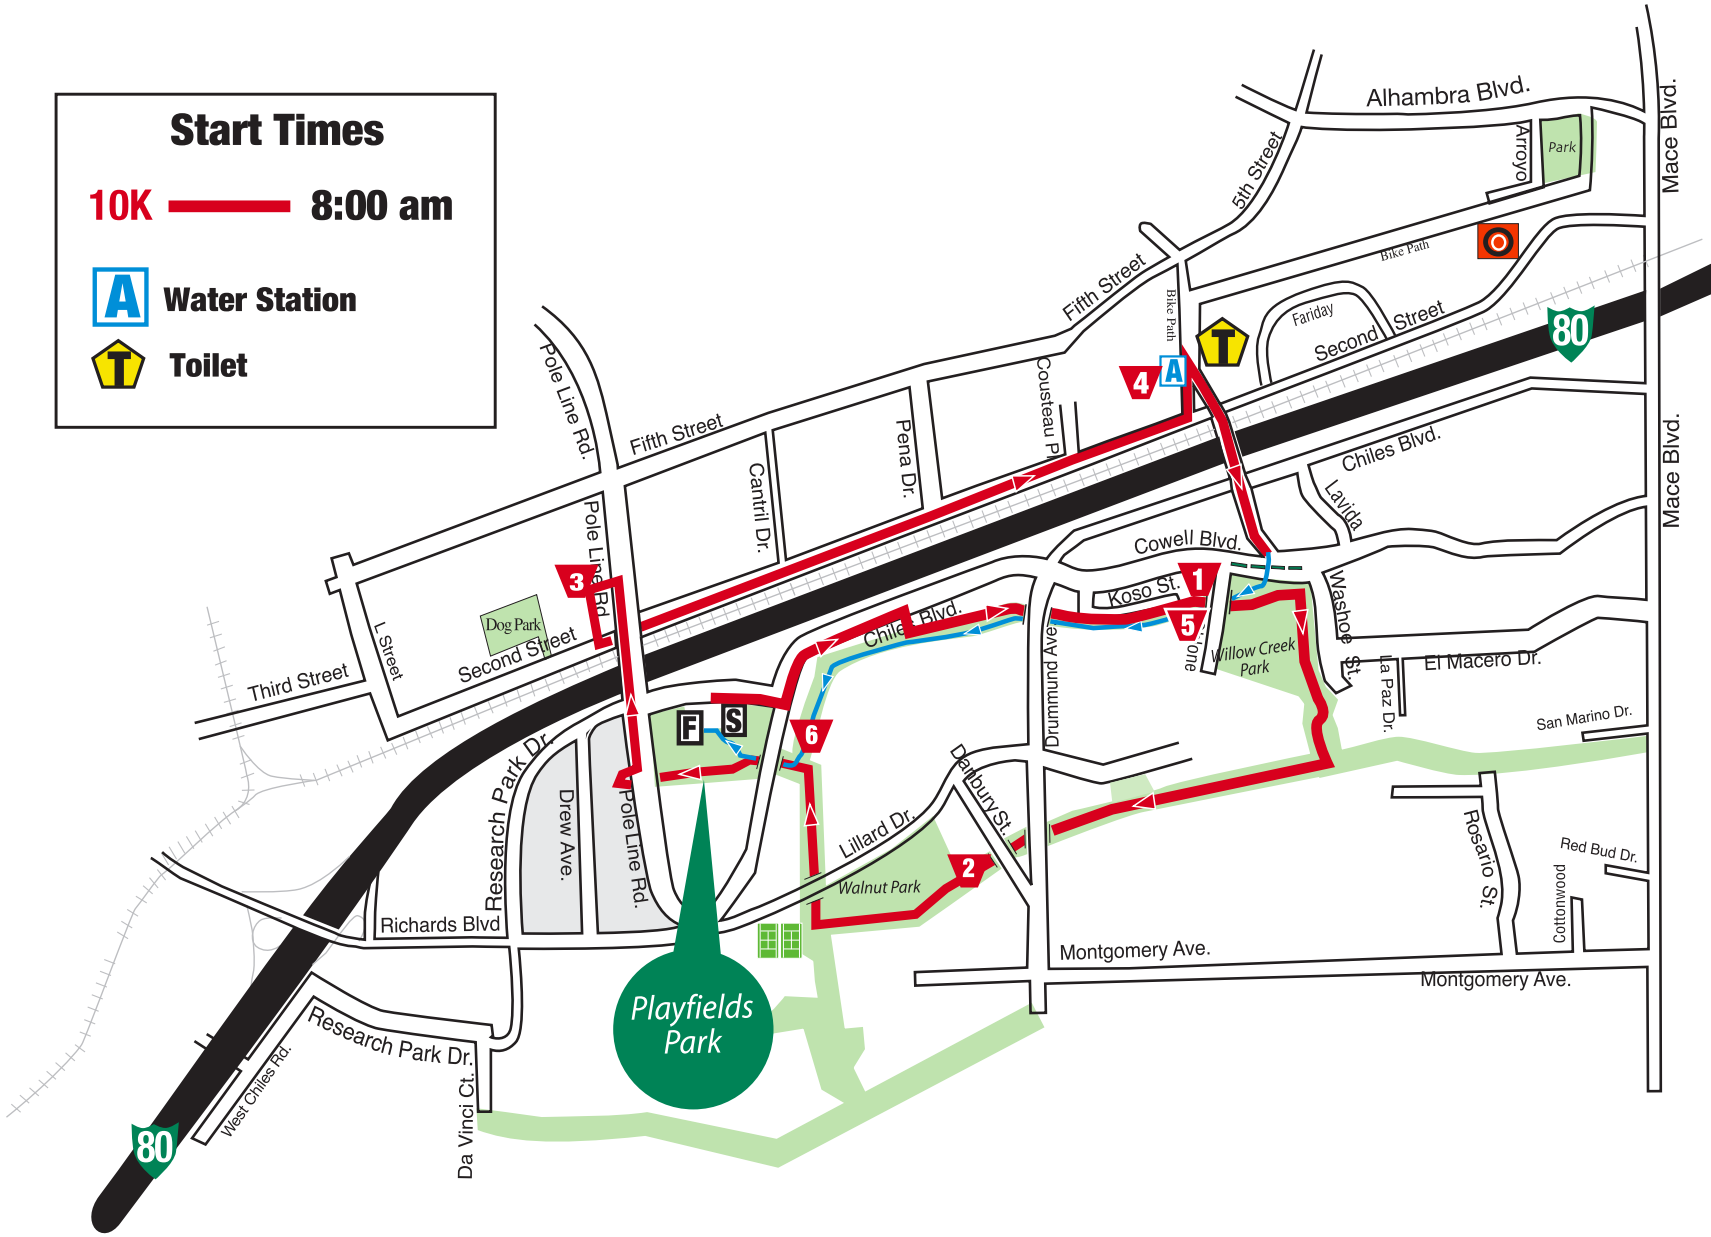 Start Times
10K 8:00 am
A Water Station
T Toilet
Alhambra Blvd.
Mace Blvd.
Arroyo
Park
5th Street
Bike Path
Fifth Street
Bike Path
Fariday
Second Street
80
T
A
4
Cousteau Pl
Pole Line Rd.
Fifth Street
Pena Dr.
Cantril Dr.
Chiles Blvd.
Mace Blvd.
Lavida
Pole Line Rd
3
Cowell Blvd.
1
Koso St.
5
Dog Park
Second Street
L Street
Third Street
Chiles Blvd.
Drummund Ave
Willow Creek
Park
Washoe St.
La Paz Dr.
El Macero Dr.
San Marino Dr.
F
S
6
Research Park Dr.
Drew Ave.
Pole Line Rd.
Danbury St.
Lillard Dr.
2
Walnut Park
Rosario St.
Red Bud Dr.
Cottonwood
Richards Blvd
Montgomery Ave.
Montgomery Ave.
Playfields
Park
Research Park Dr.
West Chiles Rd.
Da Vinci Ct.
80